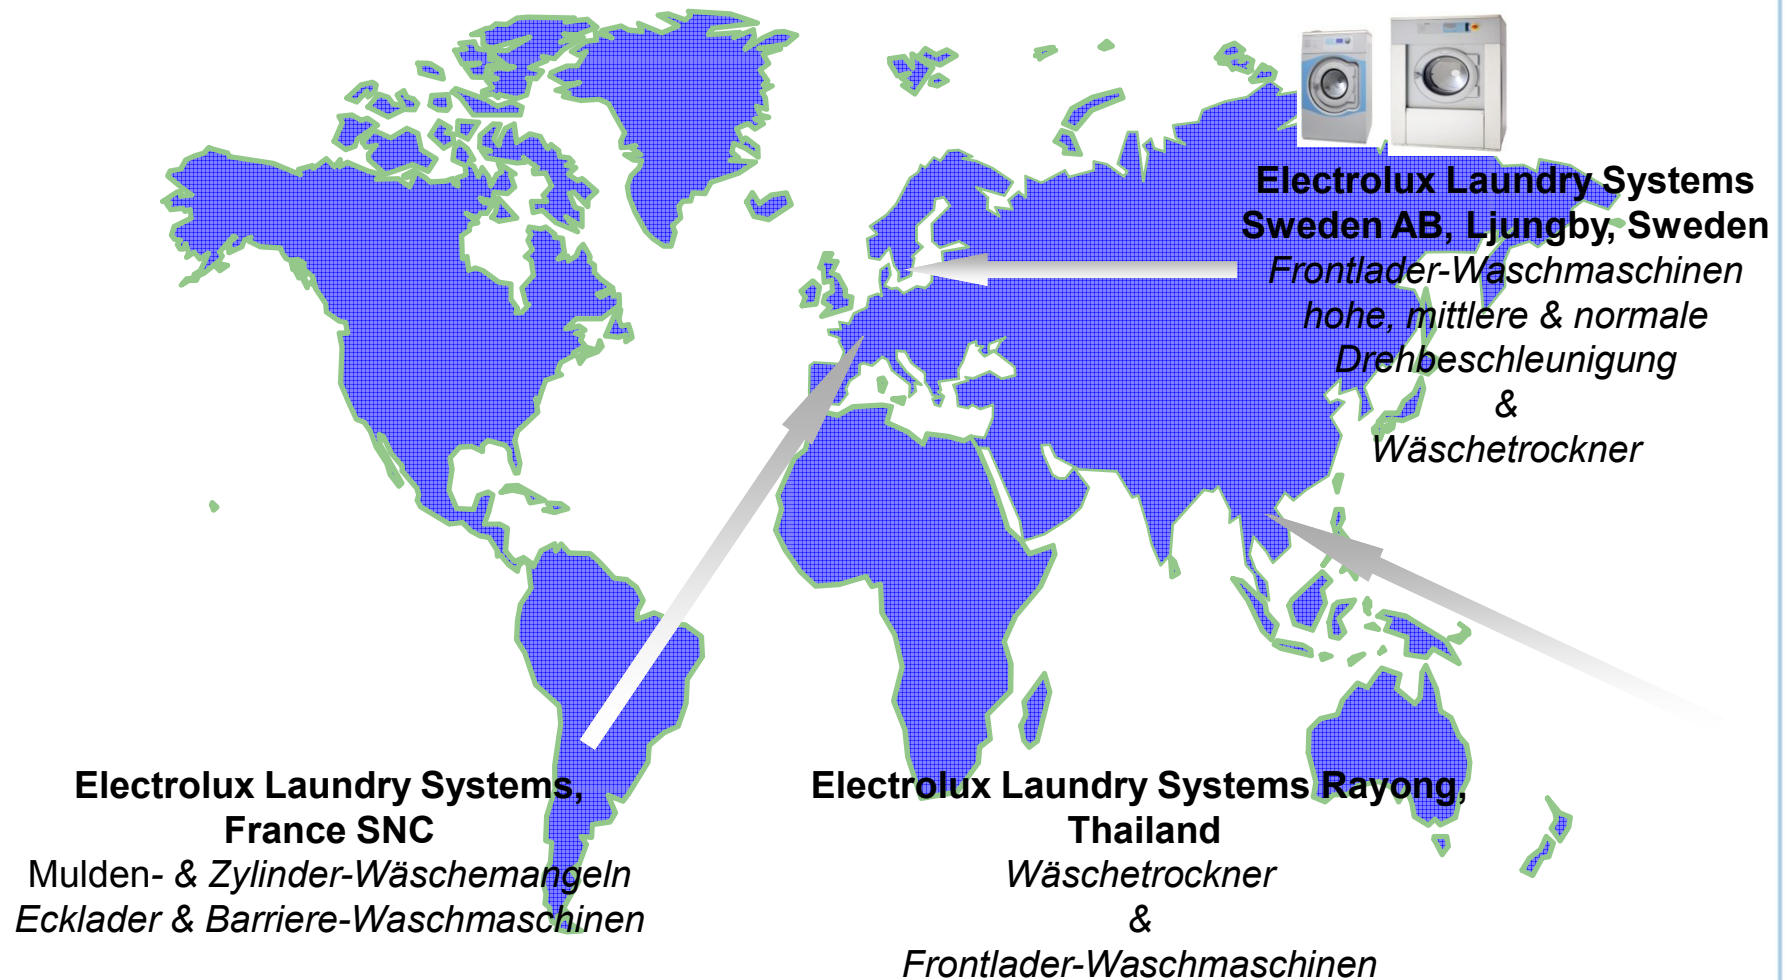 Electrolux Laundry Systems
Sweden AB, Ljungby, Sweden
Frontlader-Waschmaschinen
hohe, mittlere & normale
Drehbeschleunigung
&
Wäschetrockner
Electrolux Laundry Systems,
France SNC
Mulden- & Zylinder-Wäschemangeln
Ecklader & Barriere-Waschmaschinen
Electrolux Laundry Systems Rayong,
Thailand
Wäschetrockner
&
Frontlader-Waschmaschinen